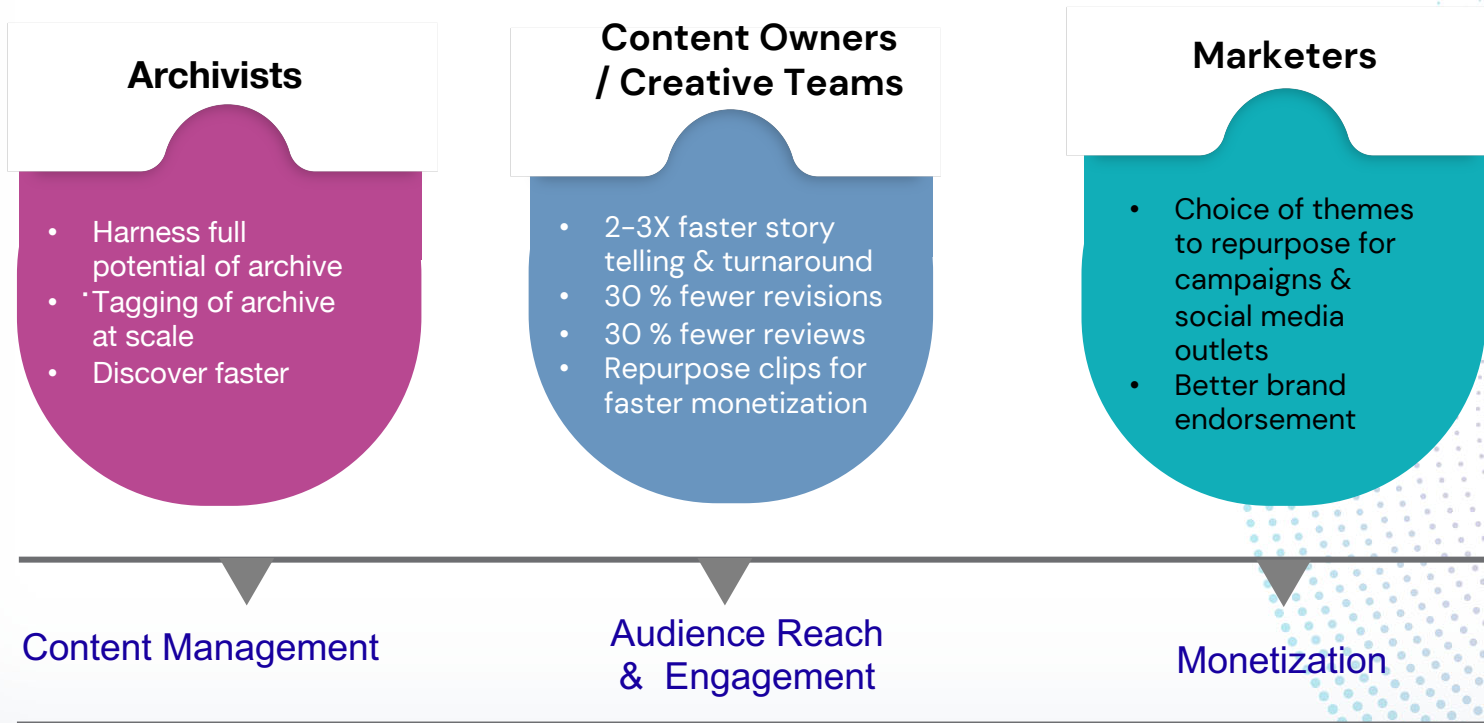 Archivists
• Harness full
potential of archive
• Tagging of archive
at scale
• Discover faster
Content Owners
/ Creative Teams
• 2-3X faster story
telling & turnaround
• 30 % fewer revisions
• 30 % fewer reviews
• Repurpose clips for
faster monetization
Marketers
• Choice of themes
to repurpose for
campaigns &
social media
outlets
• Better brand
endorsement
Content Management
Audience Reach
& Engagement
Monetization